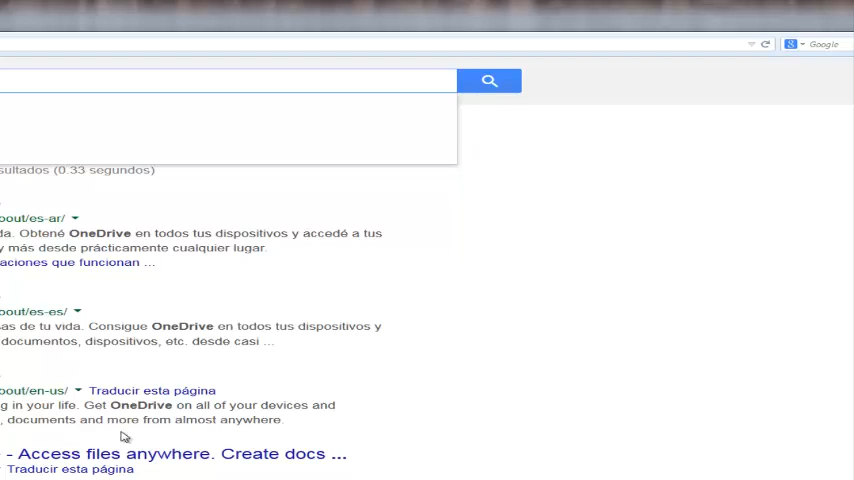 Google
sultados (0.33 segundos)
bout/es-ar/
da. Obtené OneDrive en todos tus dispositivos y accedé a tus
y más desde prácticamente cualquier lugar.
aciones que funcionan ...
bout/es-es/
sas de tu vida. Consigue OneDrive en todos tus dispositivos y
documentos, dispositivos, etc. desde casi ...
bout/en-us/ Traducir esta página
g in your life. Get OneDrive on all of your devices and
, documents and more from almost anywhere.
- Access files anywhere. Create docs ...
Traducir esta página